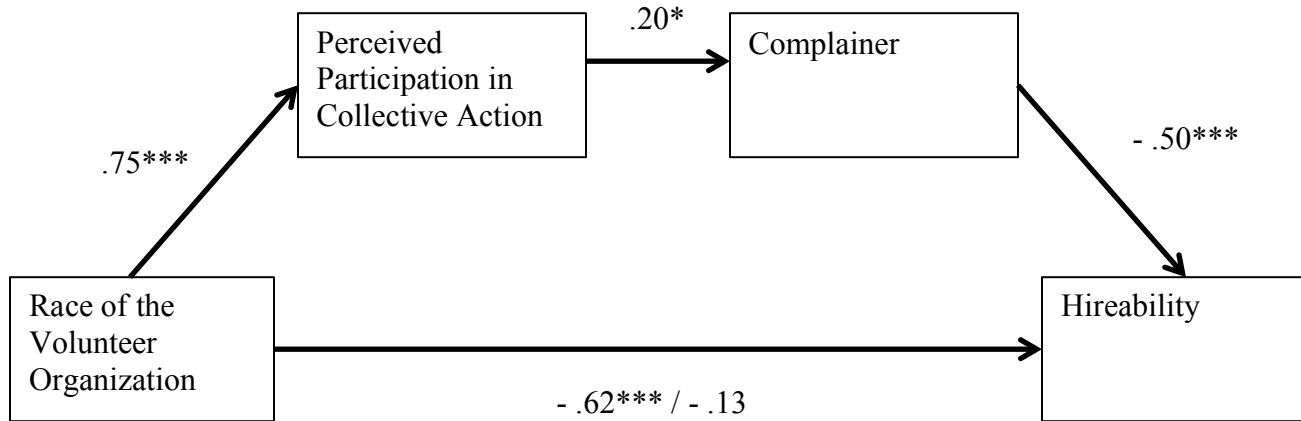 .20*
Perceived
Participation in
Collective Action
Complainer
.75***
- .50***
Race of the
Volunteer
Organization
Hireability
- .62*** / - .13